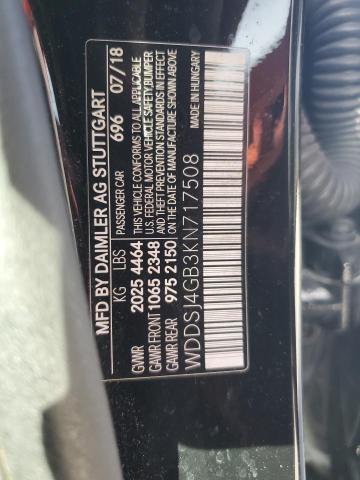 MFD BY DAIMLER AG STUTTGART
PASSENGER CAR 696 07/18
KG LBS
GVWR 2025 4464
GAWR FRONT 1065 2348
GAWR REAR 975 2150
THIS VEHICLE CONFORMS TO ALL APPLICABLE
U.S. FEDERAL MOTOR VEHICLE SAFETY, BUMPER
AND THEFT PREVENTION STANDARDS IN EFFECT
ON THE DATE OF MANUFACTURE SHOWN ABOVE
WDDSJ4GB3KN717508
MADE IN HUNGARY